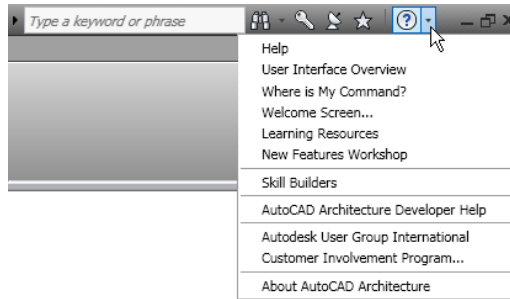 Type a keyword or phrase
Help
User Interface Overview
Where is My Command?
Welcome Screen...
Learning Resources
New Features Workshop
Skill Builders
AutoCAD Architecture Developer Help
Autodesk User Group International
Customer Involvement Program...
About AutoCAD Architecture